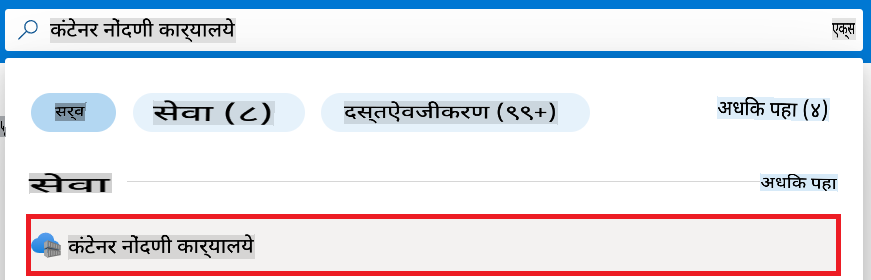 कंटेनर नोंदणी कार्यालये एक्स
सर्व सेवा (८) दस्तऐवजीकरण (९९+) अधिक पहा (४)
सेवा अधिक पहा
कंटेनर नोंदणी कार्यालये